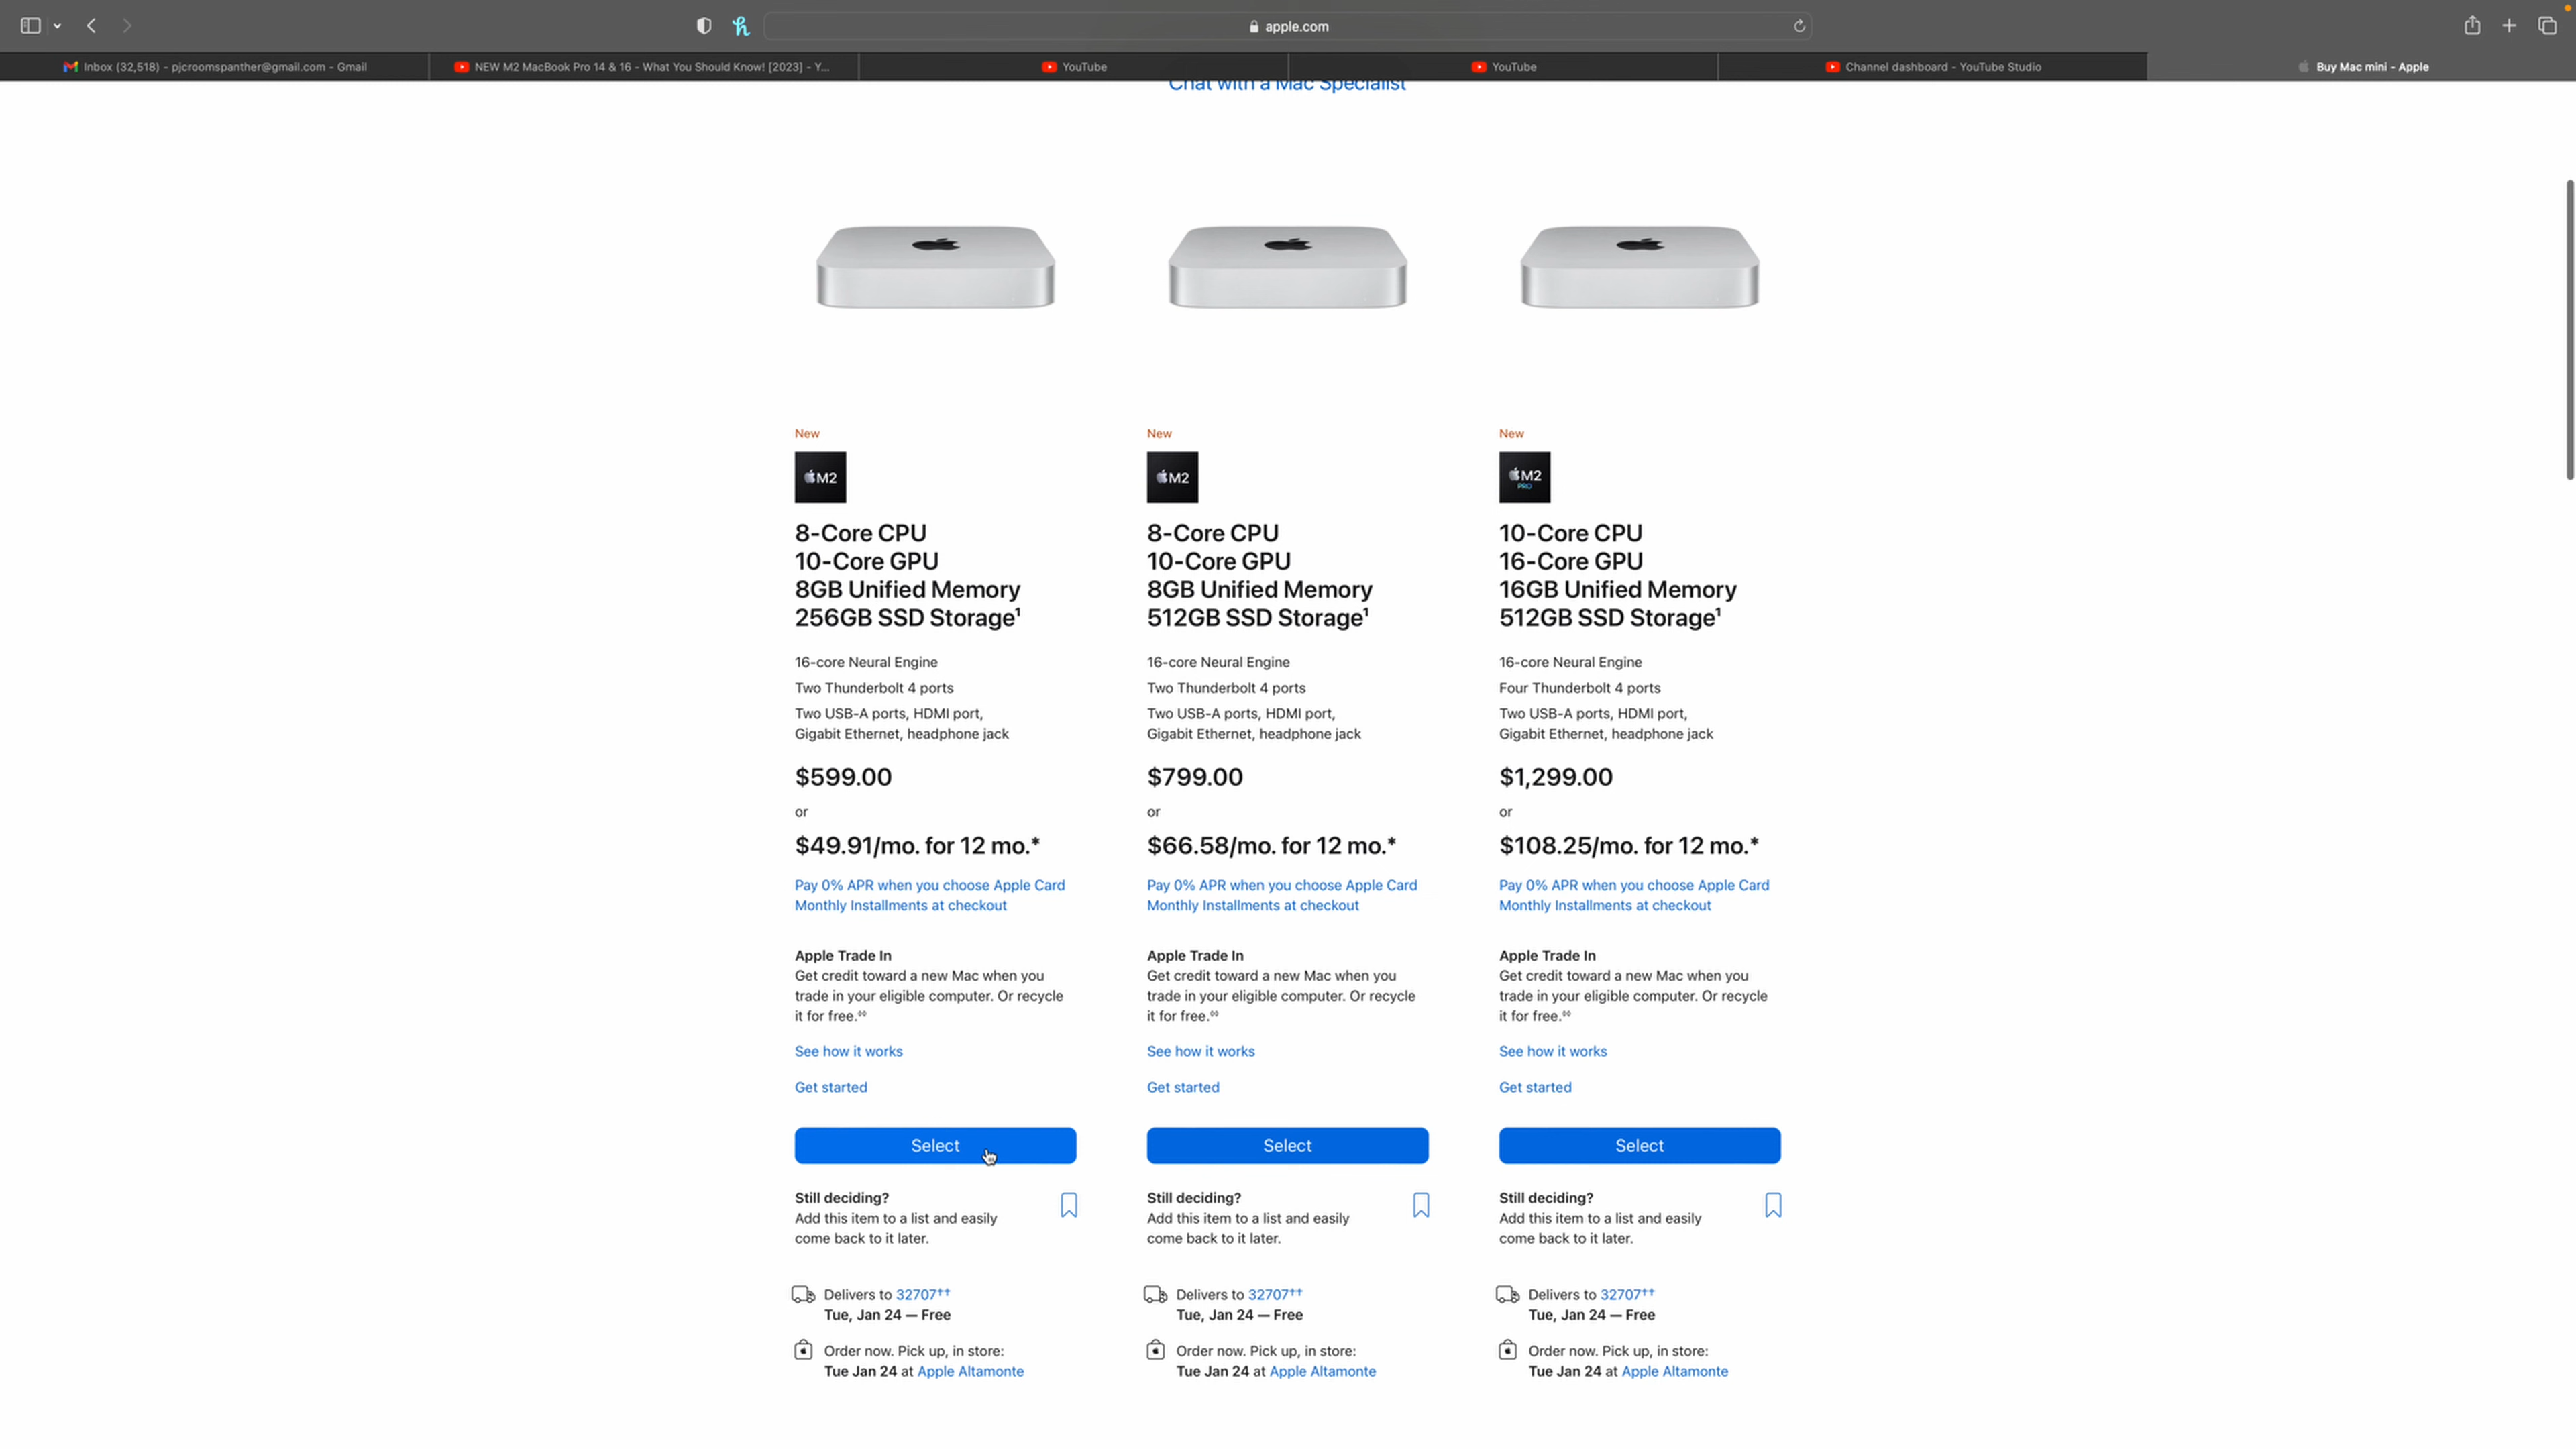 apple.com
Inbox (32,518) - pjcroomspanther@gmail.com - Gmail
NEW M2 MacBook Pro 14 & 16 - What You Should Know! [2023] - Y...
YouTube
YouTube
Channel dashboard - YouTube Studio
Buy Mac mini - Apple
Chat with a Mac Specialist
New
M2
8-Core CPU
10-Core GPU
8GB Unified Memory
256GB SSD Storage¹
16-core Neural Engine
Two Thunderbolt 4 ports
Two USB-A ports, HDMI port,
Gigabit Ethernet, headphone jack
$599.00
or
$49.91/mo. for 12 mo.*
Pay 0% APR when you choose Apple Card
Monthly Installments at checkout
Apple Trade In
Get credit toward a new Mac when you
trade in your eligible computer. Or recycle
it for free.◊◊
See how it works
Get started
Select
Still deciding?
Add this item to a list and easily
come back to it later.
Delivers to 32707††
Tue, Jan 24 — Free
Order now. Pick up, in store:
Tue Jan 24 at Apple Altamonte
New
M2
8-Core CPU
10-Core GPU
8GB Unified Memory
512GB SSD Storage¹
16-core Neural Engine
Two Thunderbolt 4 ports
Two USB-A ports, HDMI port,
Gigabit Ethernet, headphone jack
$799.00
or
$66.58/mo. for 12 mo.*
Pay 0% APR when you choose Apple Card
Monthly Installments at checkout
Apple Trade In
Get credit toward a new Mac when you
trade in your eligible computer. Or recycle
it for free.◊◊
See how it works
Get started
Select
Still deciding?
Add this item to a list and easily
come back to it later.
Delivers to 32707††
Tue, Jan 24 — Free
Order now. Pick up, in store:
Tue Jan 24 at Apple Altamonte
New
M2
PRO
10-Core CPU
16-Core GPU
16GB Unified Memory
512GB SSD Storage¹
16-core Neural Engine
Four Thunderbolt 4 ports
Two USB-A ports, HDMI port,
Gigabit Ethernet, headphone jack
$1,299.00
or
$108.25/mo. for 12 mo.*
Pay 0% APR when you choose Apple Card
Monthly Installments at checkout
Apple Trade In
Get credit toward a new Mac when you
trade in your eligible computer. Or recycle
it for free.◊◊
See how it works
Get started
Select
Still deciding?
Add this item to a list and easily
come back to it later.
Delivers to 32707††
Tue, Jan 24 — Free
Order now. Pick up, in store:
Tue Jan 24 at Apple Altamonte